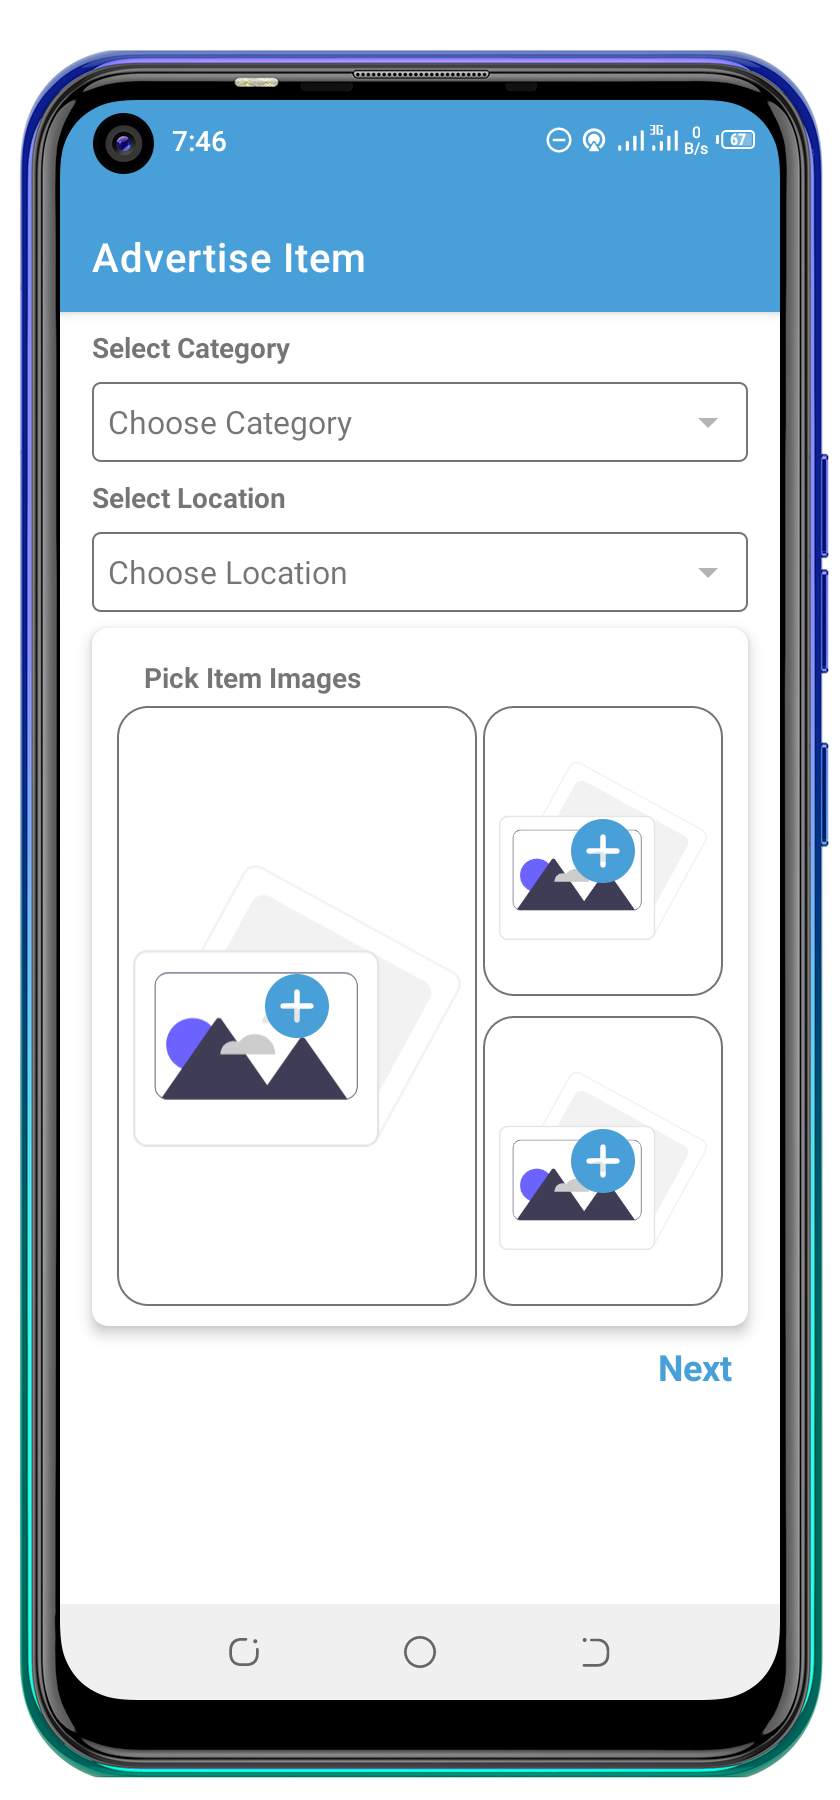 7:46
3G
0
B/s
67
Advertise Item
Select Category
Choose Category
Select Location
Choose Location
Pick Item Images
Next